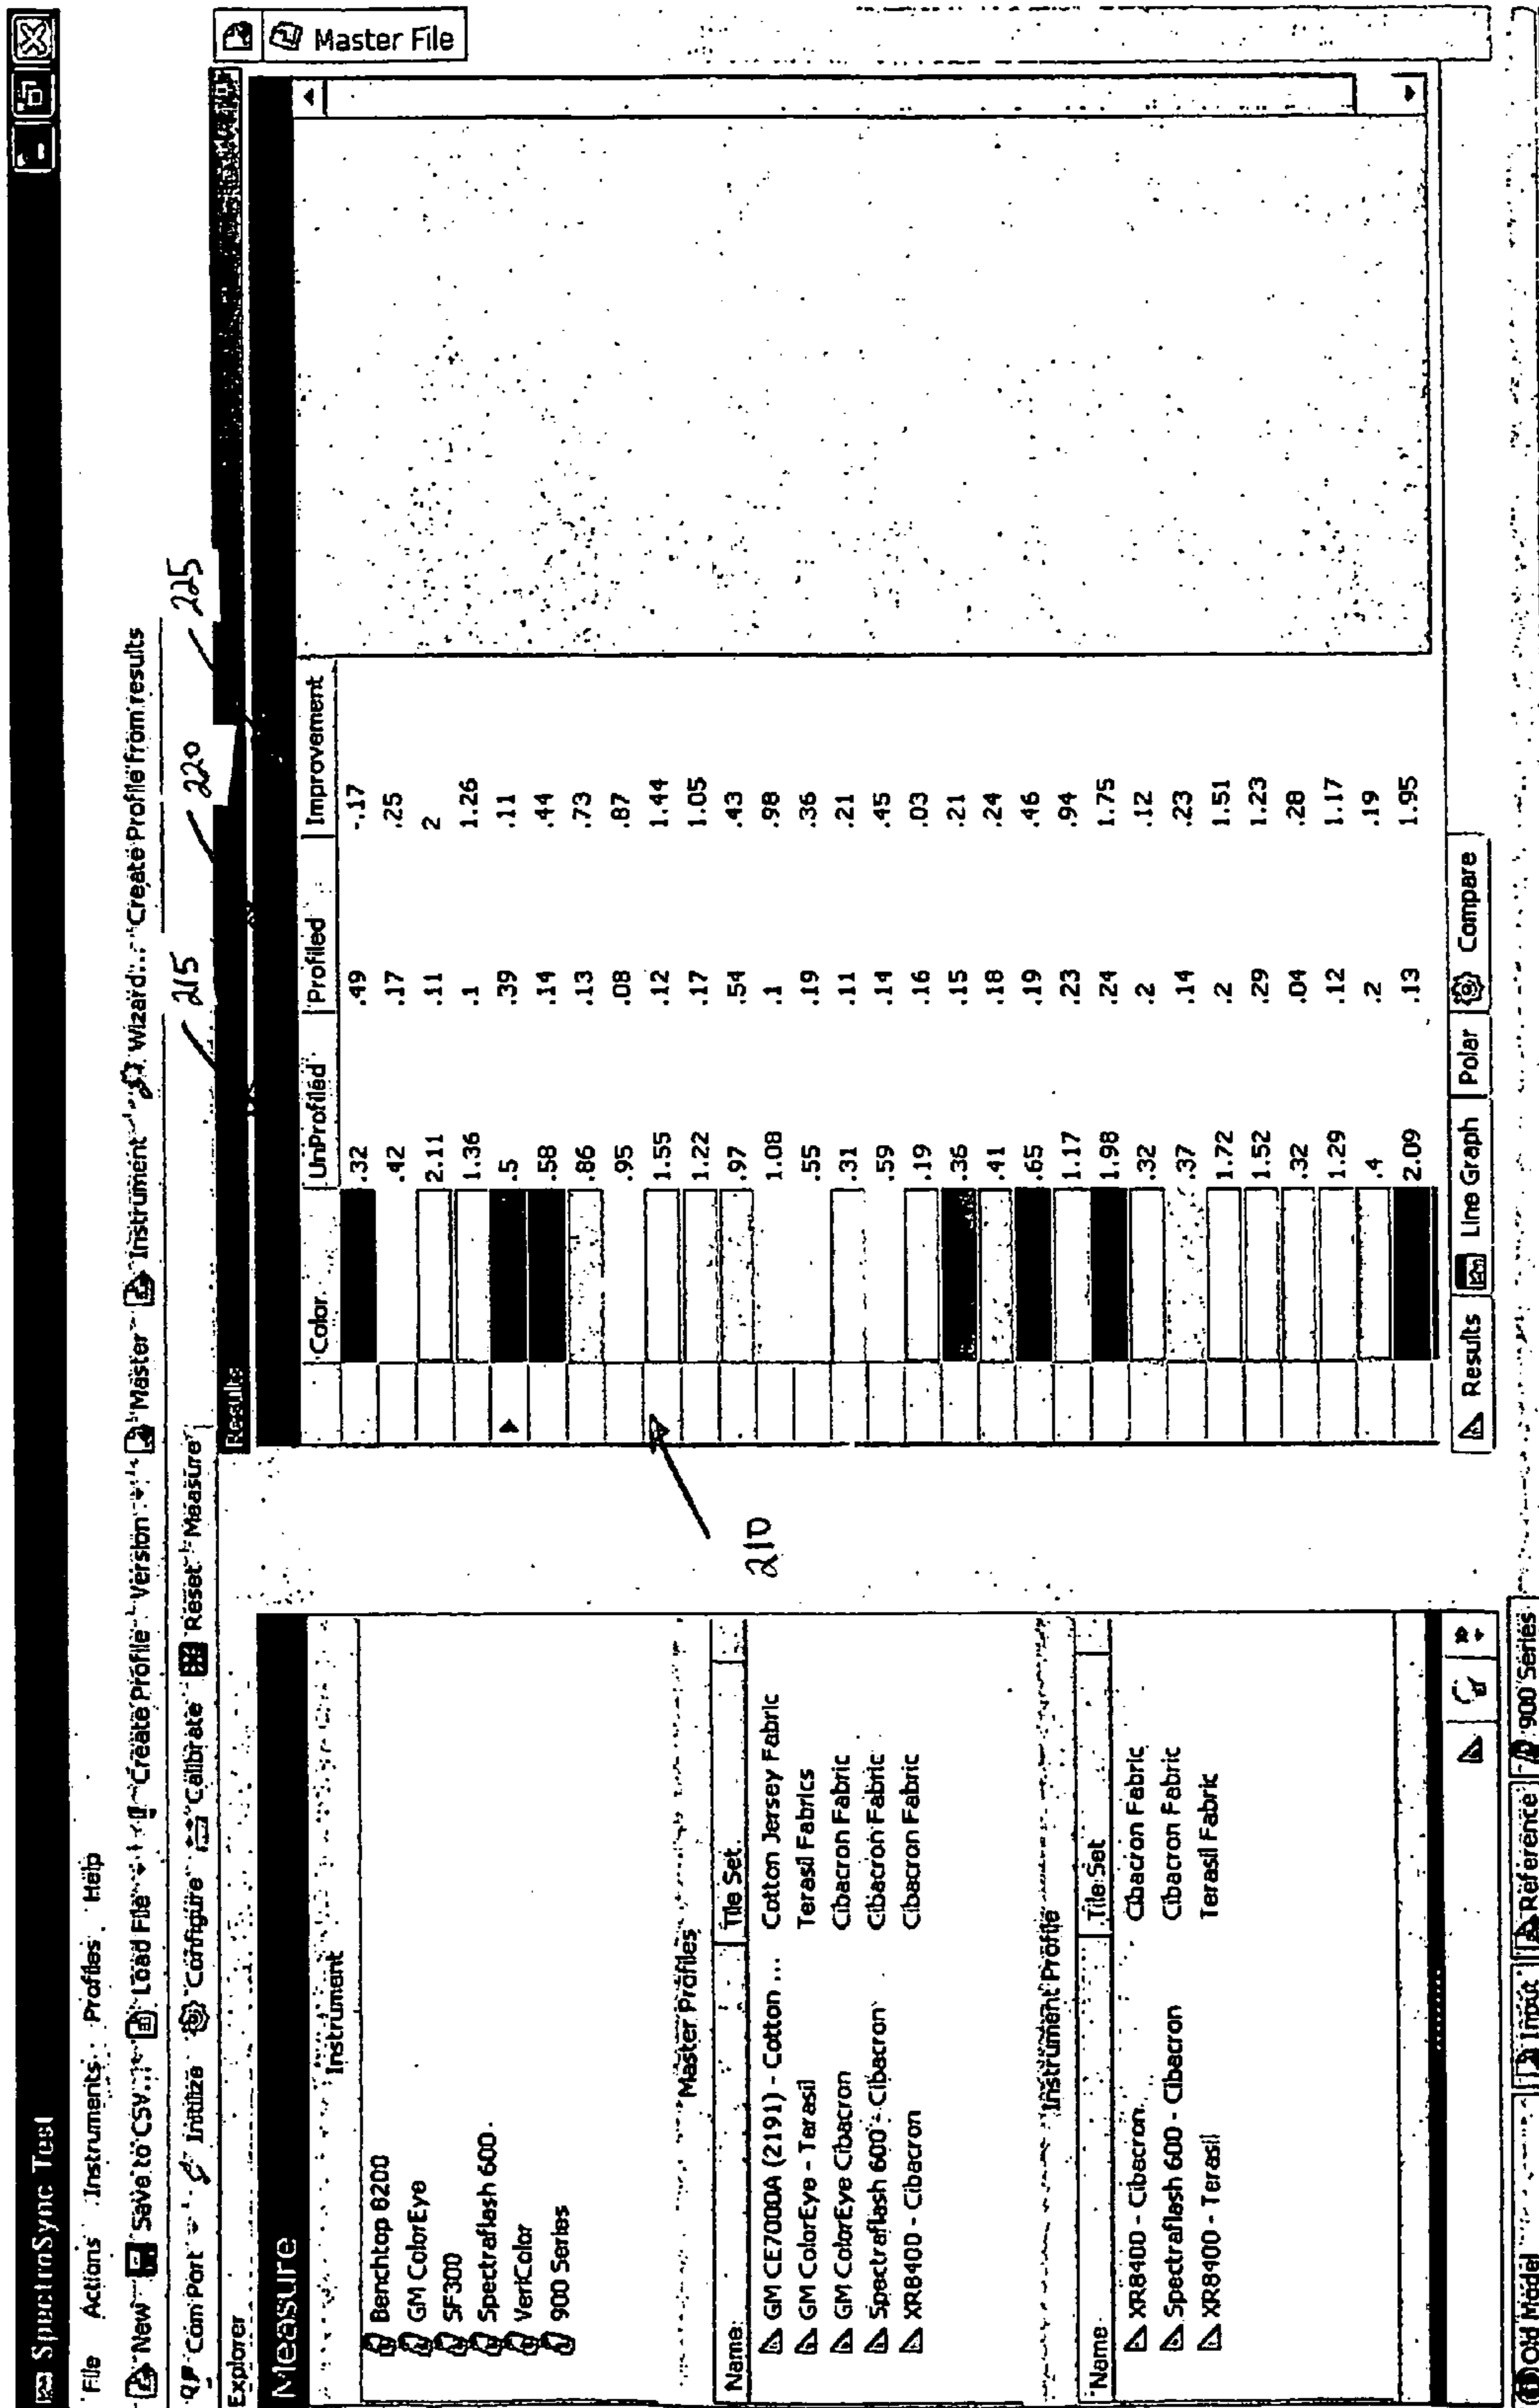 SpectroSync Test
File Actions Instruments Profiles Help
New Save to CSV... Load File Create Profile Version Master Instrument Wizard... Create Profile from results
Com Port Initilize Configure Calibrate Reset Measure
215 220 225
Explorer
Measure
Instrument
Benchtop 8200
GM ColorEye
SF300
Spectraflash 600
VeriColor
900 Series
Master Profiles
Name Tile Set
GM CE7000A (2191) - Cotton ... Cotton Jersey Fabric
GM ColorEye - Terasil Terasil Fabrics
GM ColorEye Cibacron Cibacron Fabric
Spectraflash 600 - Cibacron Cibacron Fabric
XR8400 - Cibacron Cibacron Fabric
Instrument Profile
Name Tile Set
XR8400 - Cibacron Cibacron Fabric
Spectraflash 600 - Cibacron Cibacron Fabric
XR8400 - Terasil Terasil Fabric
Old Model Input Reference 900 Series
210
Results
Color UnProfiled Profiled Improvement
.32 .49 -.17
.42 .17 .25
2.11 .11 2
1.36 .1 1.26
.5 .39 .11
.58 .14 .44
.86 .13 .73
.95 .08 .87
1.55 .12 1.44
1.22 .17 1.05
.97 .54 .43
1.08 .1 .98
.55 .19 .36
.31 .11 .21
.59 .14 .45
.19 .16 .03
.36 .15 .21
.41 .18 .24
.65 .19 .46
1.17 .23 .94
1.98 .24 1.75
.32 .2 .12
.37 .14 .23
1.72 .2 1.51
1.52 .29 1.23
.32 .04 .28
1.29 .12 1.17
.4 .2 .19
2.09 .13 1.95
Results Line Graph Polar Compare
Master File